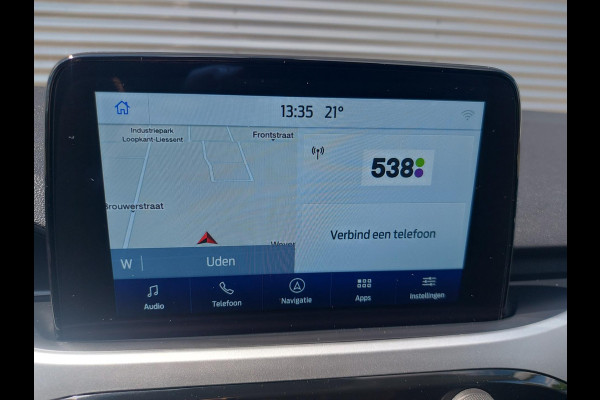 13:35 21°
Industriepark
Loopkant-Liessent
Frontstraat
538
Brouwerstraat
Verbind een telefoon
W
Uden
Audio
Telefoon
Navigatie
Apps
Instellingen